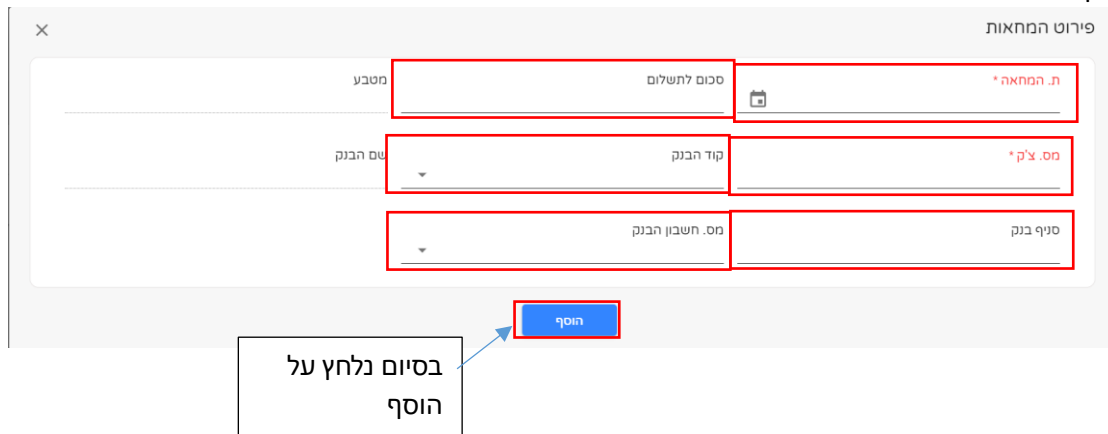 פירוט המחאות
ת. המחאה *
סכום לתשלום
מטבע
מס. צ'ק *
קוד הבנק
שם הבנק
סניף בנק
מס. חשבון הבנק
הוסף
בסיום נלחץ על
הוסף